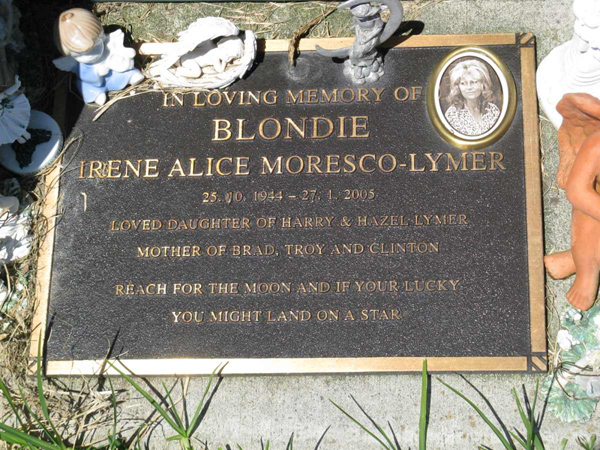 IN LOVING MEMORY OF
BLONDIE
IRENE ALICE MORESCO-LYMER
25. 10. 1944 – 27. 1. 2005
LOVED DAUGHTER OF HARRY & HAZEL LYMER
MOTHER OF BRAD, TROY AND CLINTON
REACH FOR THE MOON AND IF YOUR LUCKY
YOU MIGHT LAND ON A STAR